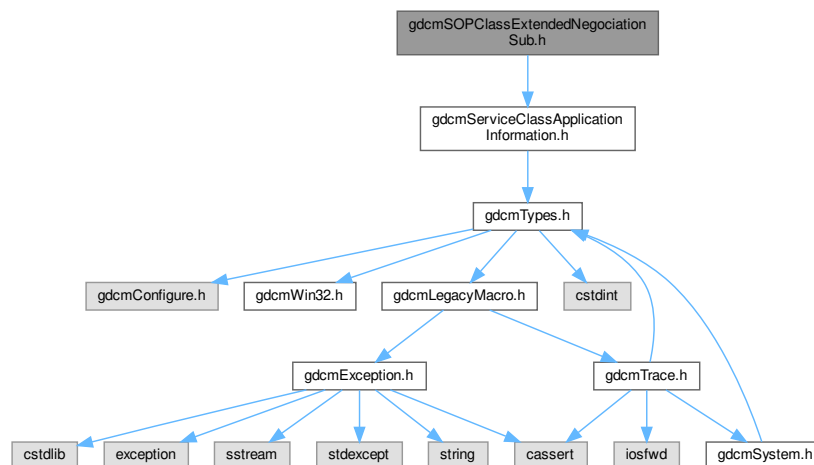 gdcmSOPClassExtendedNegociation
Sub.h
gdcmServiceClassApplication
Information.h
gdcmTypes.h
gdcmConfigure.h
gdcmWin32.h
gdcmLegacyMacro.h
cstdint
gdcmException.h
gdcmTrace.h
cstdlib
exception
sstream
stdexcept
string
cassert
iosfwd
gdcmSystem.h